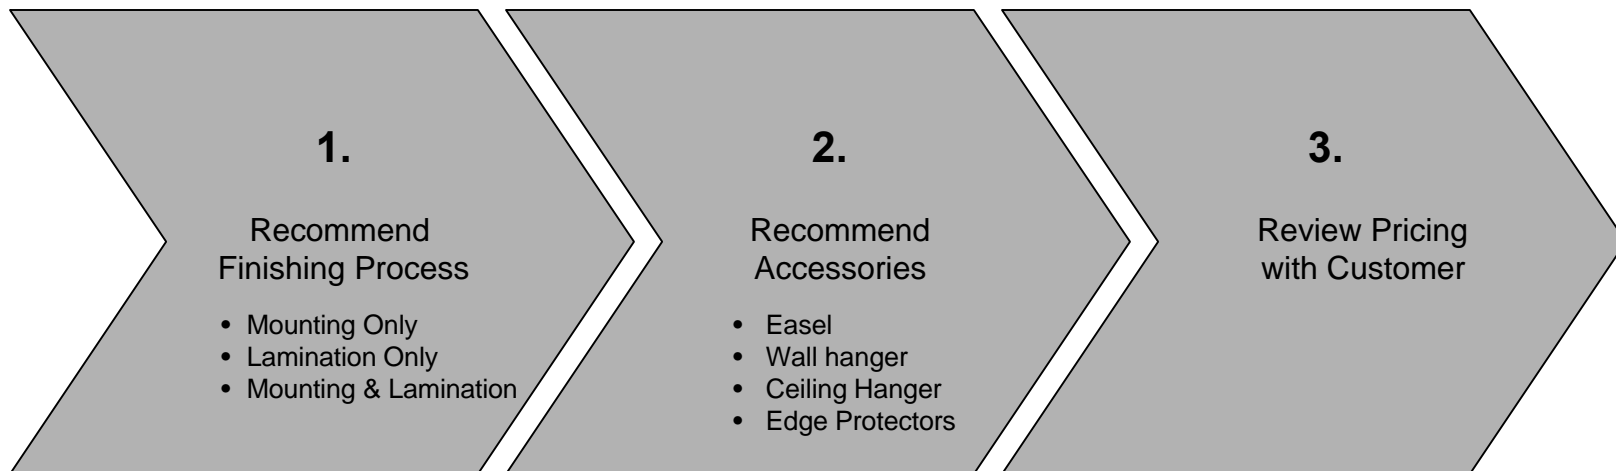 1.
Recommend
Finishing Process
• Mounting Only
• Lamination Only
• Mounting & Lamination
2.
Recommend
Accessories
• Easel
• Wall hanger
• Ceiling Hanger
• Edge Protectors
3.
Review Pricing
with Customer